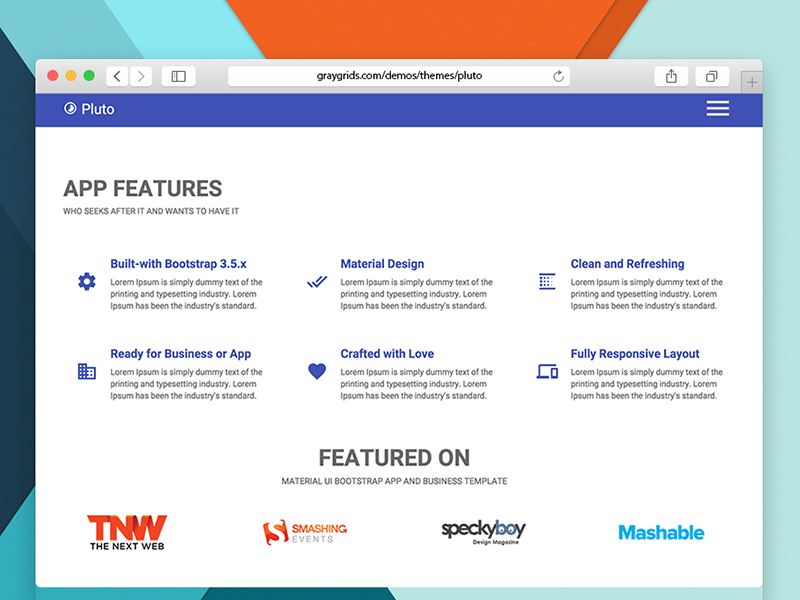 graygrids.com/demos/themes/pluto
Pluto
APP FEATURES
WHO SEEKS AFTER IT AND WANTS TO HAVE IT
Built-with Bootstrap 3.5.x
Lorem Ipsum is simply dummy text of the
printing and typesetting industry. Lorem
Ipsum has been the industry's standard.
Material Design
Lorem Ipsum is simply dummy text of the
printing and typesetting industry. Lorem
Ipsum has been the industry's standard.
Clean and Refreshing
Lorem Ipsum is simply dummy text of the
printing and typesetting industry. Lorem
Ipsum has been the industry's standard.
Ready for Business or App
Lorem Ipsum is simply dummy text of the
printing and typesetting industry. Lorem
Ipsum has been the industry's standard.
Crafted with Love
Lorem Ipsum is simply dummy text of the
printing and typesetting industry. Lorem
Ipsum has been the industry's standard.
Fully Responsive Layout
Lorem Ipsum is simply dummy text of the
printing and typesetting industry. Lorem
Ipsum has been the industry's standard.
FEATURED ON
MATERIAL UI BOOTSTRAP APP AND BUSINESS TEMPLATE
TNW
THE NEXT WEB
SMASHING
EVENTS
speckyboy
Design Magazine
Mashable